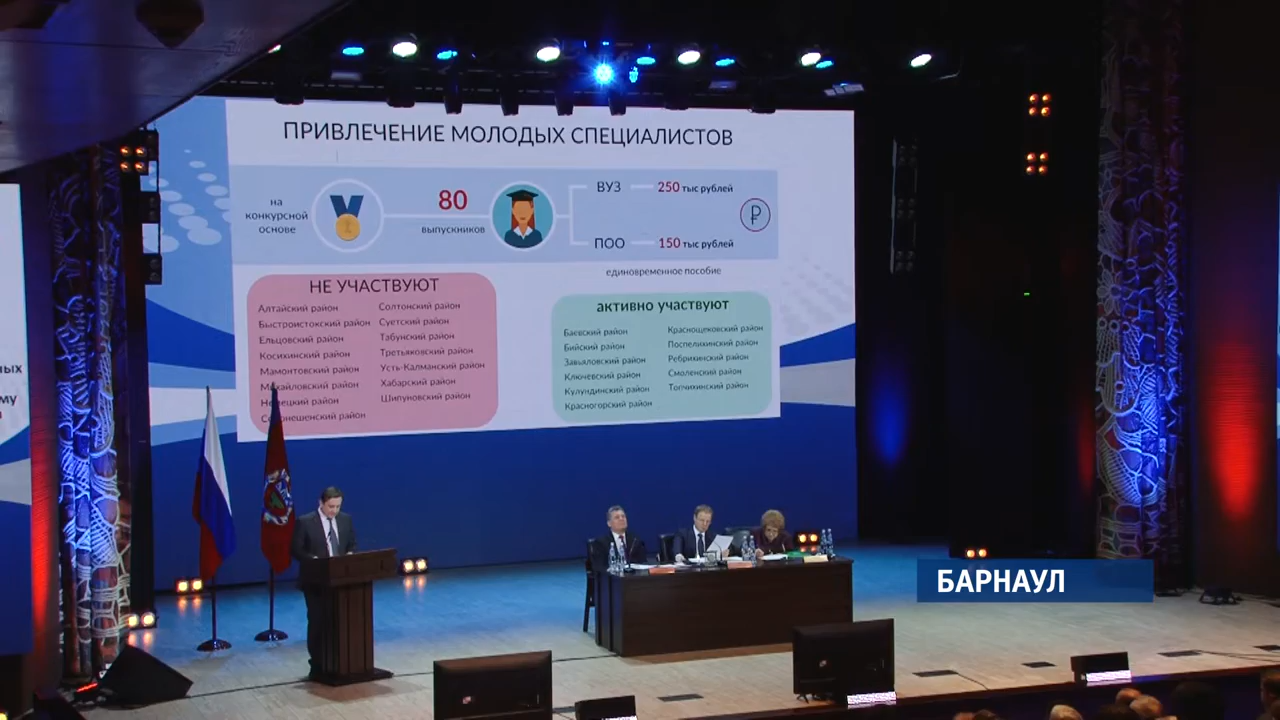 ПРИВЛЕЧЕНИЕ МОЛОДЫХ СПЕЦИАЛИСТОВ
на
конкурсной
основе
80
выпускников
ВУЗ
250 тыс рублей
ПОО
150 тыс рублей
₽
единовременное пособие
НЕ УЧАСТВУЮТ
Алтайский район
Быстроистокский район
Ельцовский район
Косихинский район
Мамонтовский район
Михайловский район
район
район
Солтонский район
Суетский район
Табунский район
Третьяковский район
Усть-Калманский район
Хабарский район
Шипуновский район
активно участвуют
Баевский район
Бийский район
Завьяловский район
Ключевский район
Кулундинский район
Красногорский район
Краснощековский район
Поспелихинский район
Ребрихинский район
Смоленский район
Топчихинский район
БАРНАУЛ